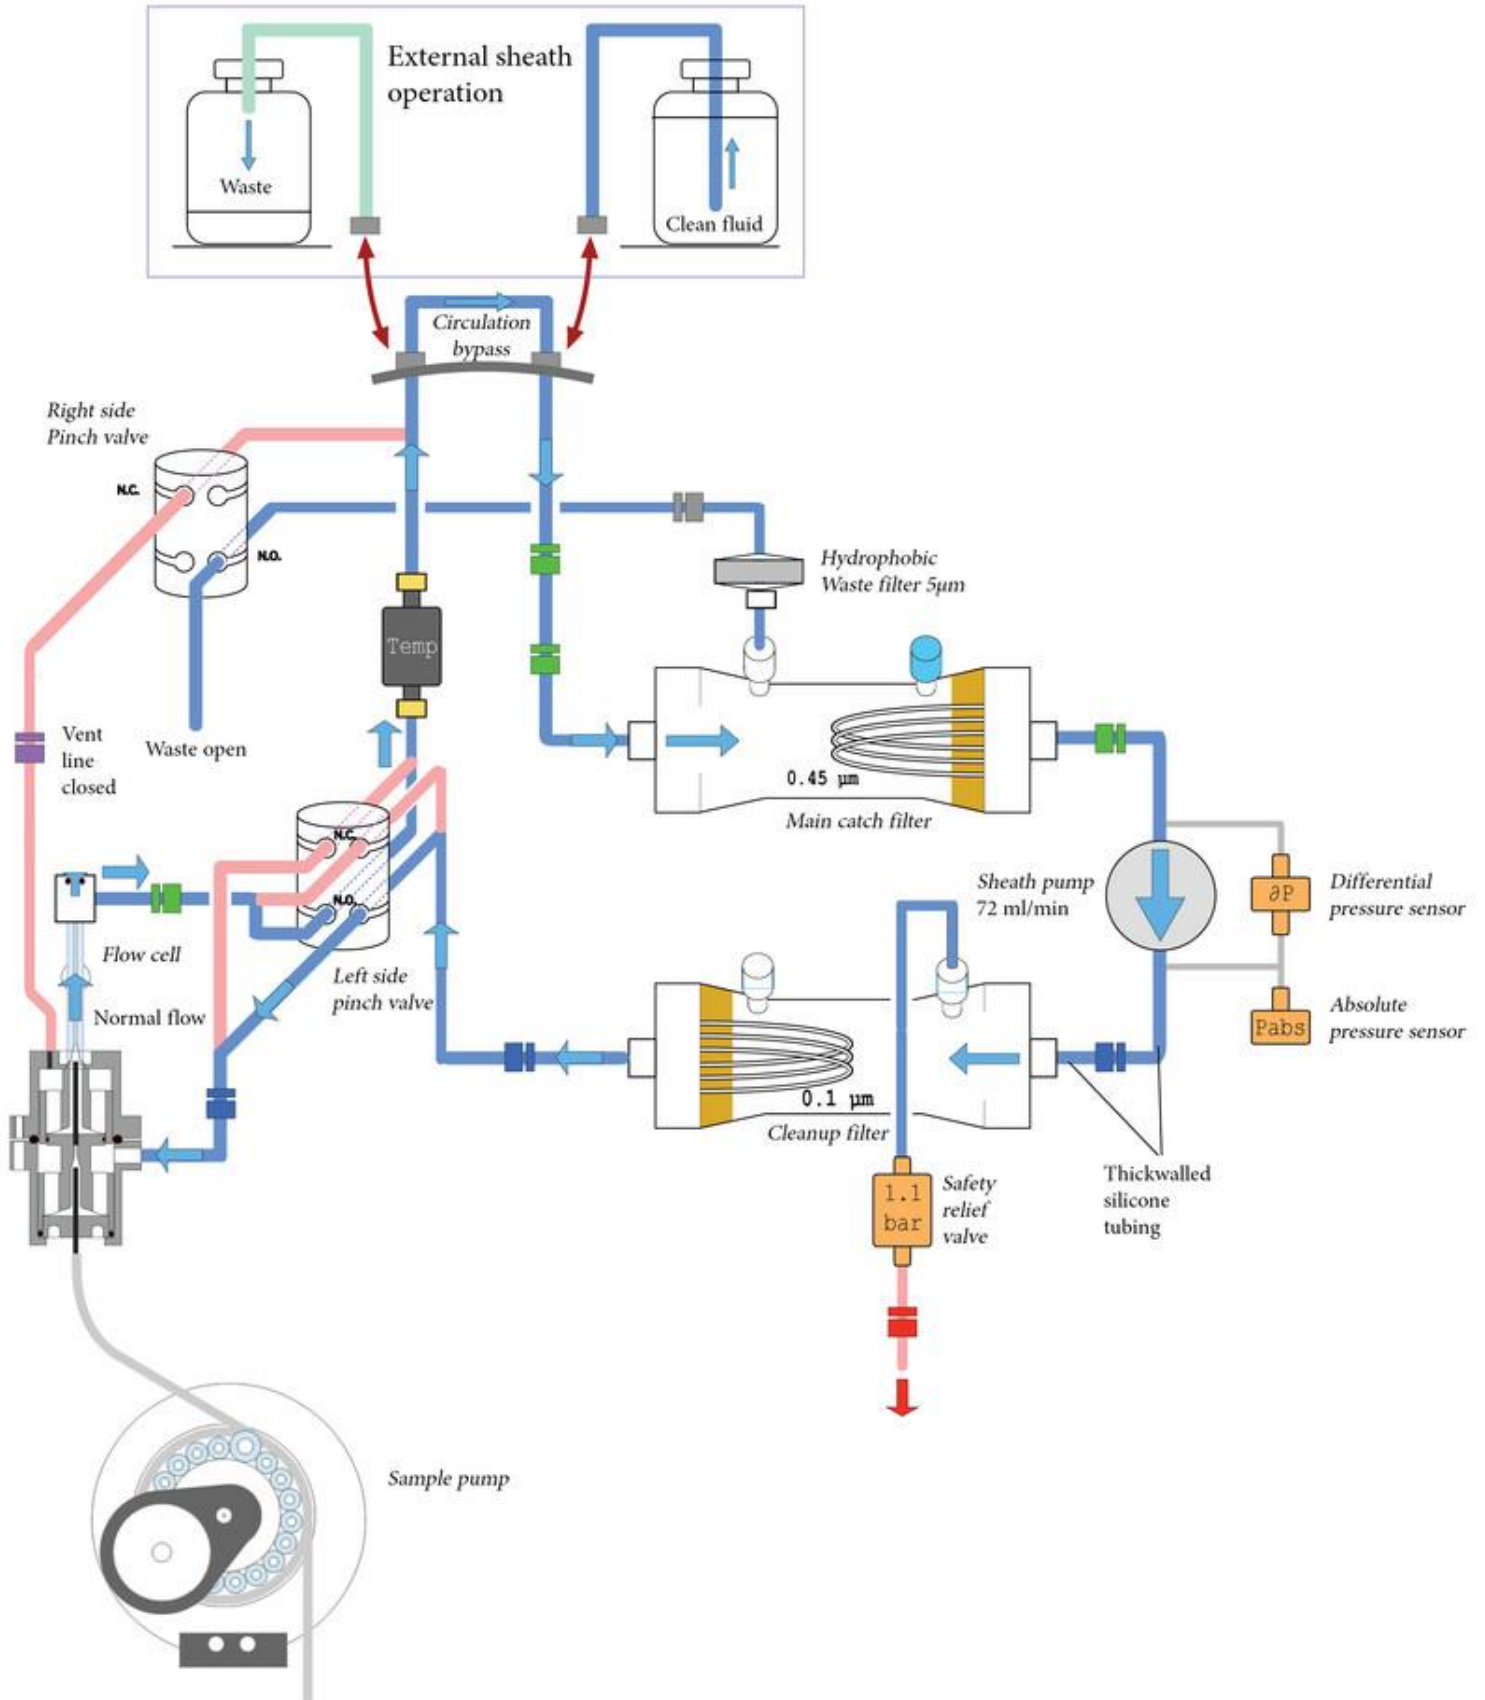 External sheath
operation
Waste
Clean fluid
Circulation
bypass
Right side
Pinch valve
N.C.
N.O.
Hydrophobic
Waste filter 5µm
Temp
Vent
line
closed
Waste open
0.45 µm
Main catch filter
N.C.
N.O.
Sheath pump
72 ml/min
∂P
Differential
pressure sensor
Flow cell
Left side
pinch valve
Normal flow
Pabs
Absolute
pressure sensor
0.1 µm
Cleanup filter
1.1
bar
Safety
relief
valve
Thickwalled
silicone
tubing
Sample pump